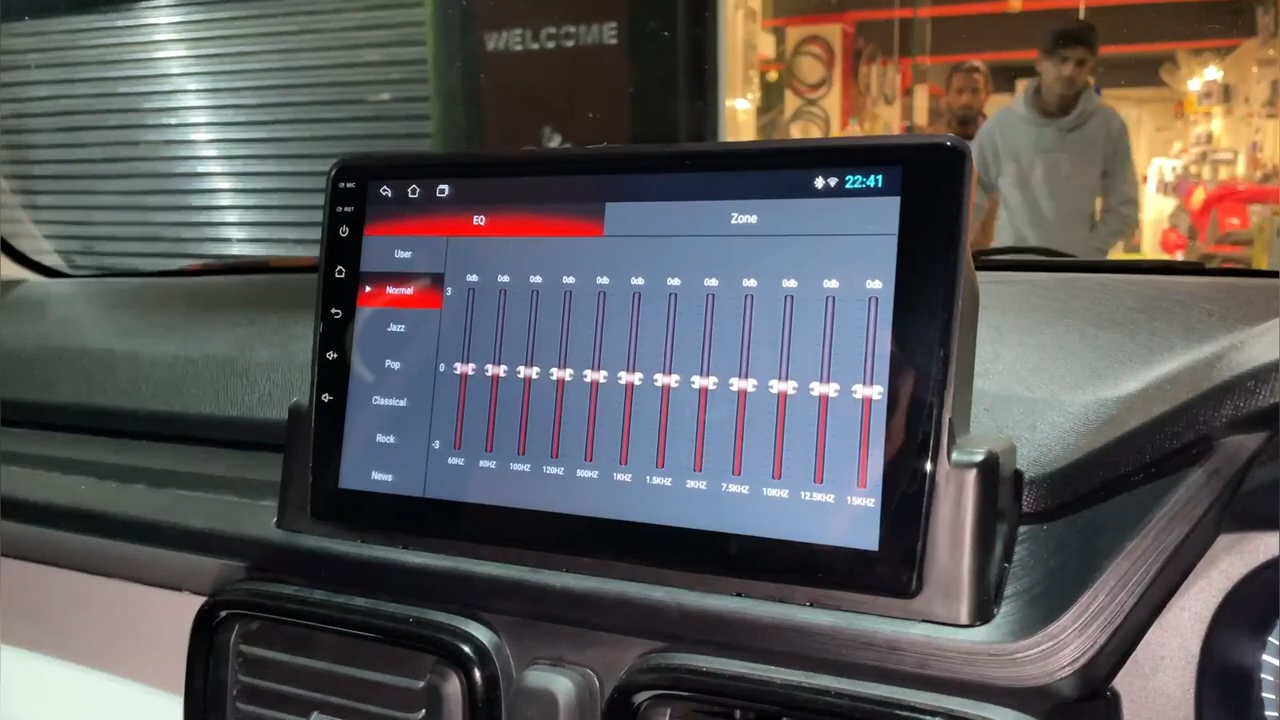 WELCOME
MIC
RST
22:41
EQ Zone
User
Normal
Jazz
Pop
Classical
Rock
News
0db 0db 0db 0db 0db 0db 0db 0db 0db 0db 0db 0db
3
0
-3
60HZ 80HZ 100HZ 120HZ 500HZ 1KHZ 1.5KHZ 2KHZ 7.5KHZ 10KHZ 12.5KHZ 15KHZ